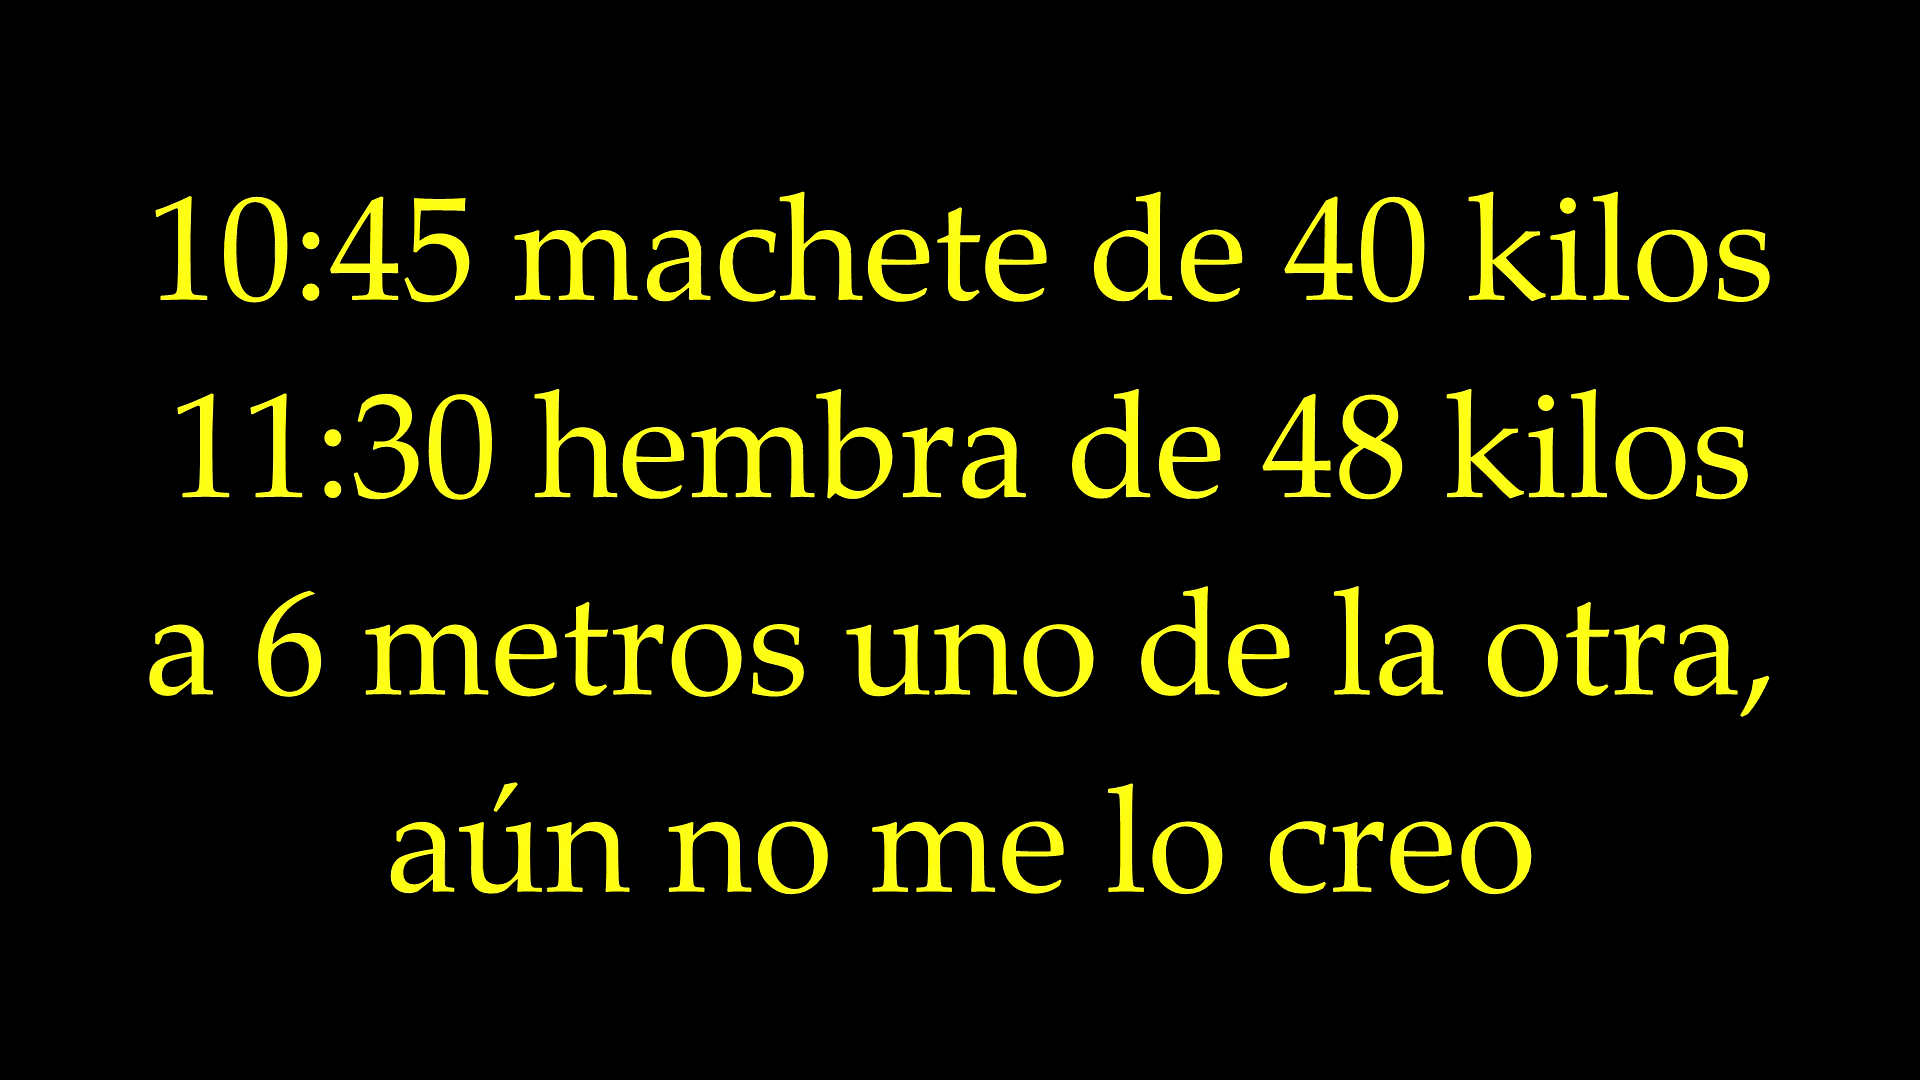 10:45 machete de 40 kilos
11:30 hembra de 48 kilos
a 6 metros uno de la otra,
aún no me lo creo